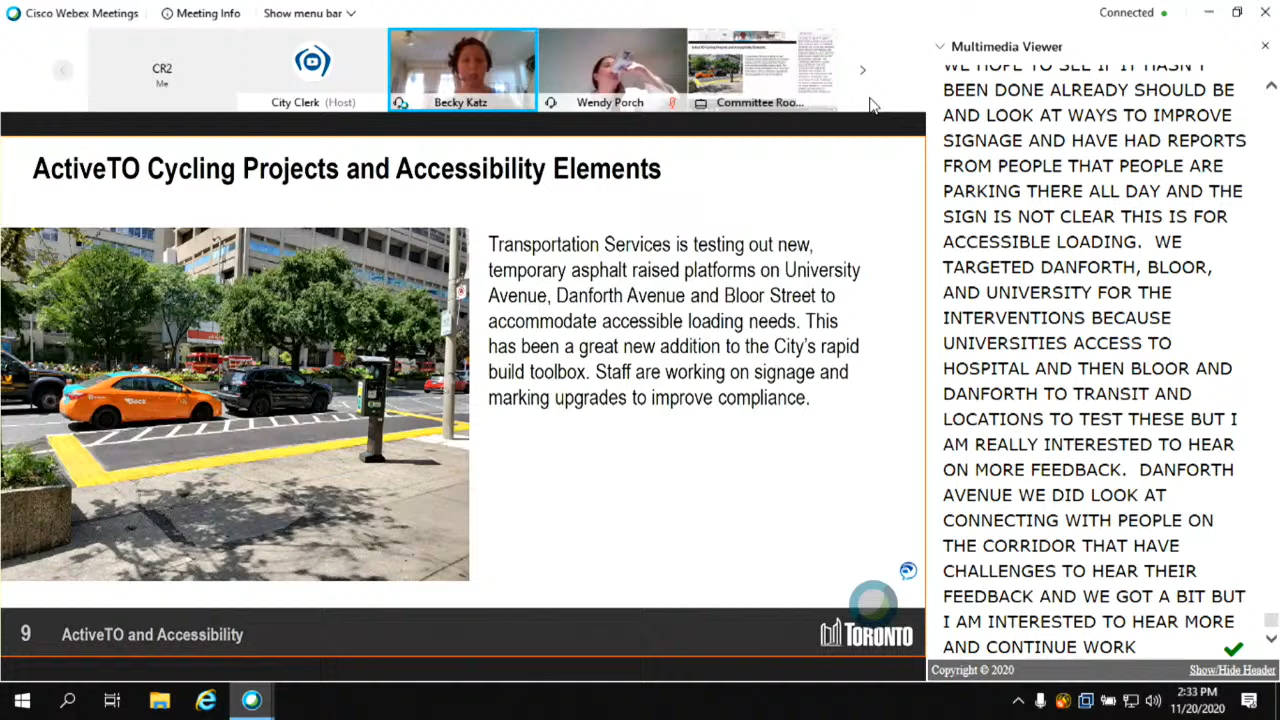 Cisco Webex Meetings
Meeting Info
Show menu bar
Connected
CR2
Me
City Clerk (Host)
Becky Katz
Wendy Porch
Committee Roo...
Multimedia Viewer
ActiveTO Cycling Projects and Accessibility Elements
Transportation Services is testing out new,
temporary asphalt raised platforms on University
Avenue, Danforth Avenue and Bloor Street to
accommodate accessible loading needs. This
has been a great new addition to the City's rapid
build toolbox. Staff are working on signage and
marking upgrades to improve compliance.
Beck
9 ActiveTO and Accessibility
TORONTO
BEEN DONE ALREADY SHOULD BE
AND LOOK AT WAYS TO IMPROVE
SIGNAGE AND HAVE HAD REPORTS
FROM PEOPLE THAT PEOPLE ARE
PARKING THERE ALL DAY AND THE
SIGN IS NOT CLEAR THIS IS FOR
ACCESSIBLE LOADING. WE
TARGETED DANFORTH, BLOOR,
AND UNIVERSITY FOR THE
INTERVENTIONS BECAUSE
UNIVERSITIES ACCESS TO
HOSPITAL AND THEN BLOOR AND
DANFORTH TO TRANSIT AND
LOCATIONS TO TEST THESE BUT I
AM REALLY INTERESTED TO HEAR
ON MORE FEEDBACK. DANFORTH
AVENUE WE DID LOOK AT
CONNECTING WITH PEOPLE ON
THE CORRIDOR THAT HAVE
CHALLENGES TO HEAR THEIR
FEEDBACK AND WE GOT A BIT BUT
I AM INTERESTED TO HEAR MORE
AND CONTINUE WORK
Copyright © 2020
Show/Hide Header
2:33 PM
11/20/2020